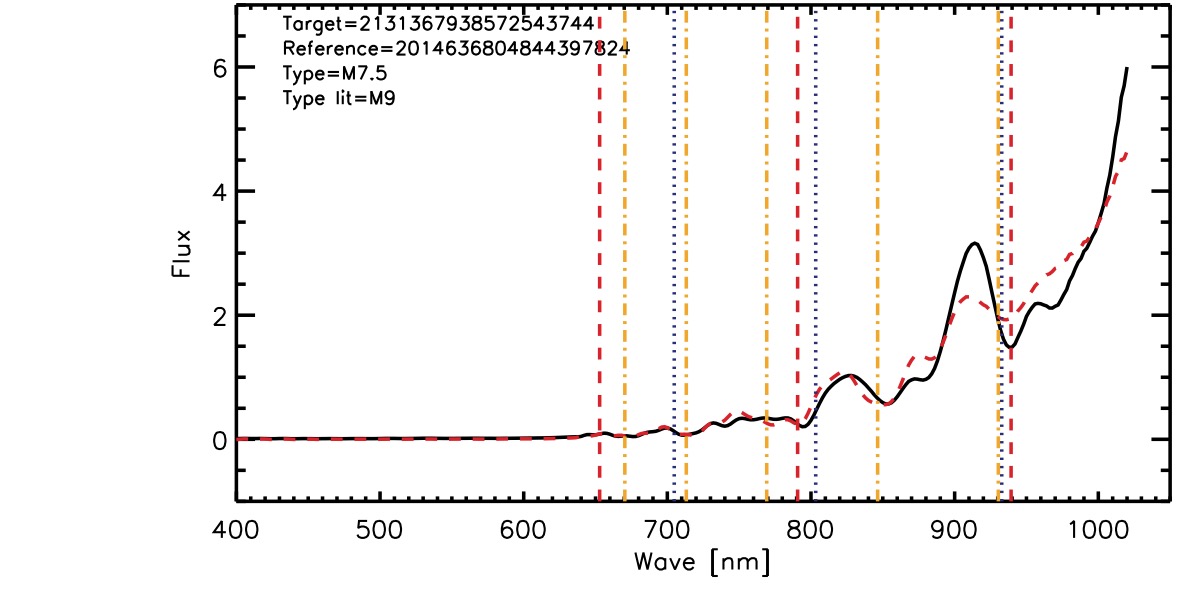 Target=2131367938572543744
Reference=2014636804844397824
Type=M7.5
Type lit=M9
6
4
2
0
Flux
400 500 600 700 800 900 1000
Wave [nm]